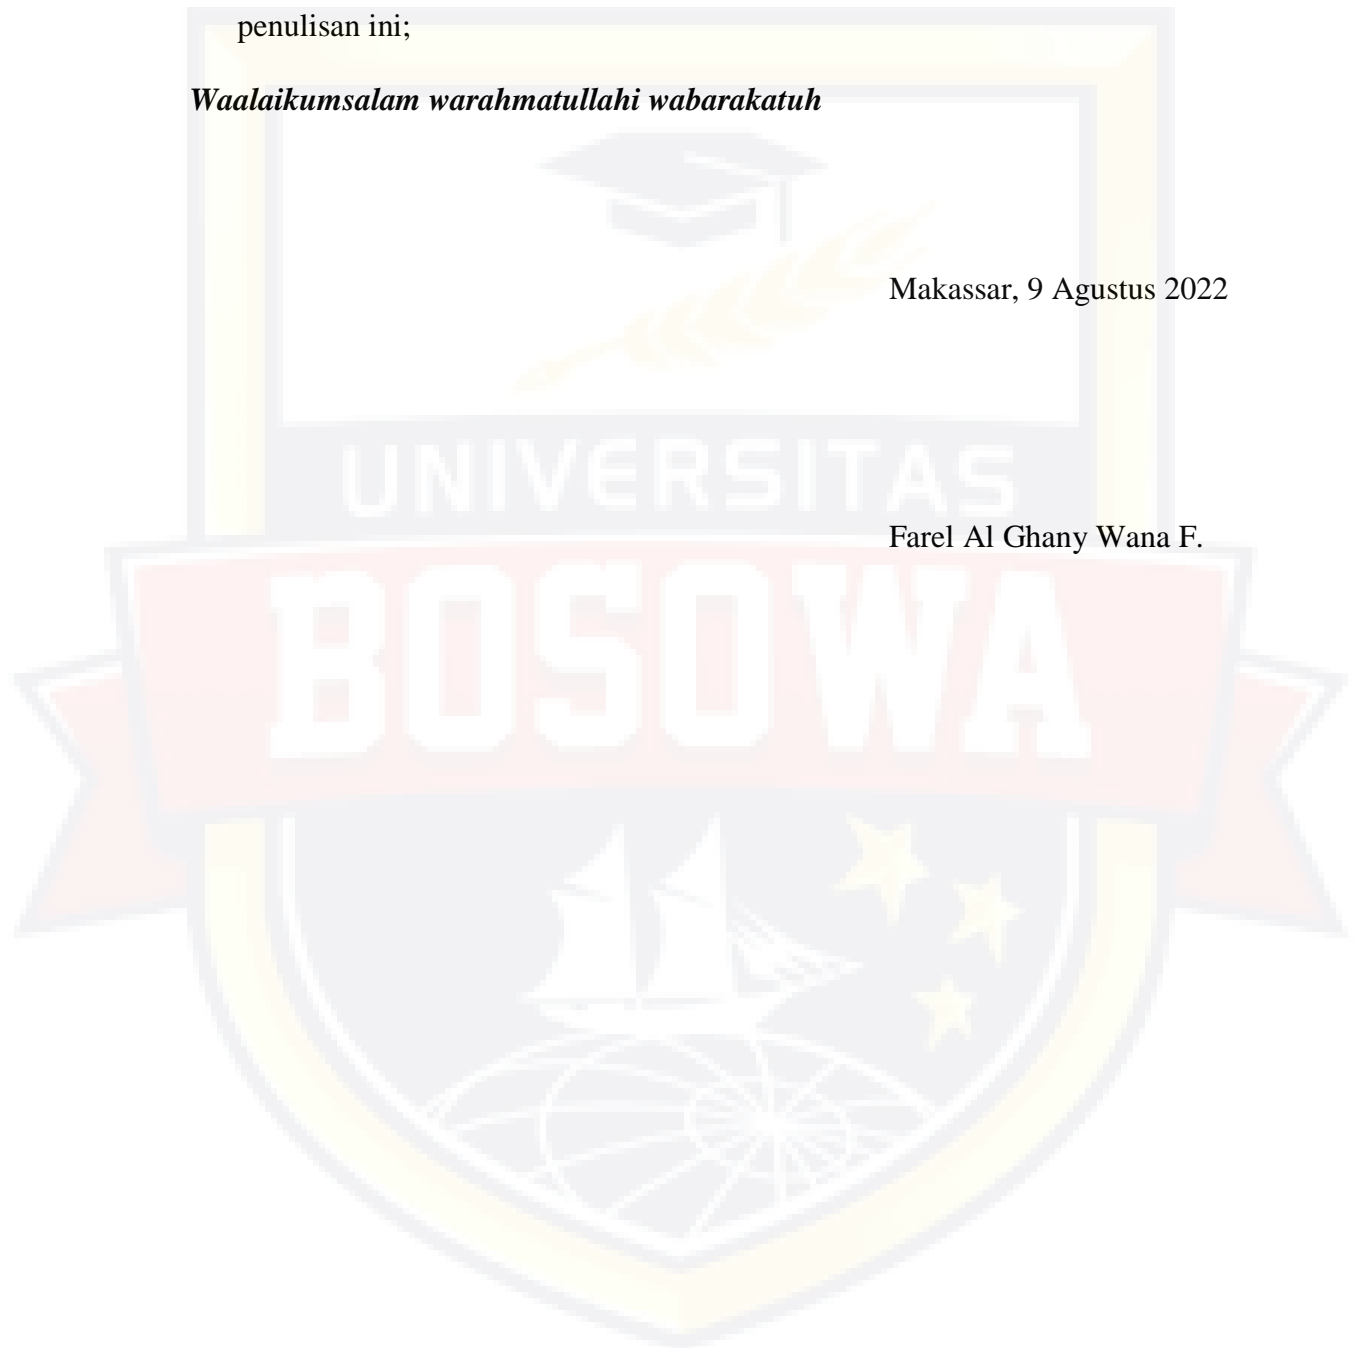 penulisan ini;
Waalaikumsalam warahmatullahi wabarakatuh
Makassar, 9 Agustus 2022
UNIVERSITAS
Farel Al Ghany Wana F.
BOSOWA